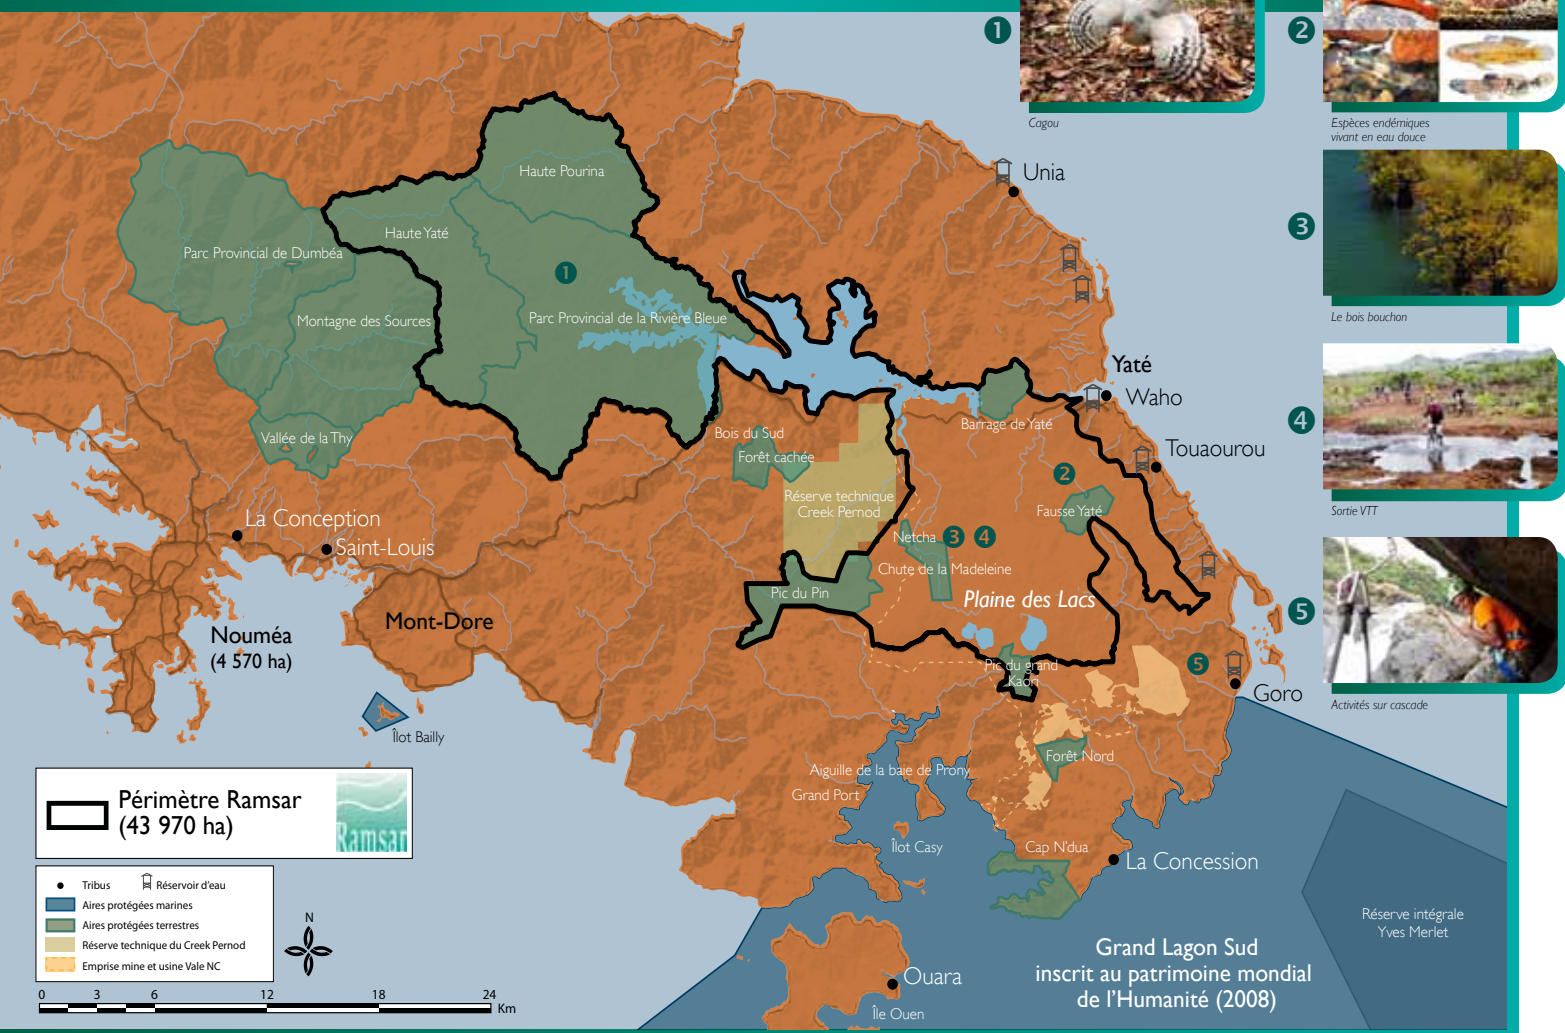 1
Cagou
2
Espèces endémiques
vivant en eau douce
3
Le bois bouchon
4
Sortie VTT
5
Activités sur cascade
Haute Pourina
Haute Yaté
Parc Provincial de Dumbéa
1
Montagne des Sources
Parc Provincial de la Rivière Bleue
Vallée de la Thy
Unia
Yaté
Waho
Barrage de Yaté
Touaourou
Bois du Sud
Forêt cachée
2
Réserve technique
Creek Pernod
Fausse Yaté
La Conception
Saint-Louis
Netcha
3
4
Chute de la Madeleine
Pic du Pin
Plaine des Lacs
Mont-Dore
Nouméa
(4 570 ha)
Pic du grand
Kaori
5
Goro
Îlot Bailly
Forêt Nord
Aiguille de la baie de Prony
Grand Port
Îlot Casy
Cap N'dua
La Concession
Réserve intégrale
Yves Merlet
Grand Lagon Sud
inscrit au patrimoine mondial
de l'Humanité (2008)
Ouara
Île Ouen
Périmètre Ramsar
(43 970 ha)
Ramsar
Tribus
Réservoir d'eau
Aires protégées marines
Aires protégées terrestres
Réserve technique du Creek Pernod
Emprise mine et usine Vale NC
N
0 3 6 12 18 24
Km